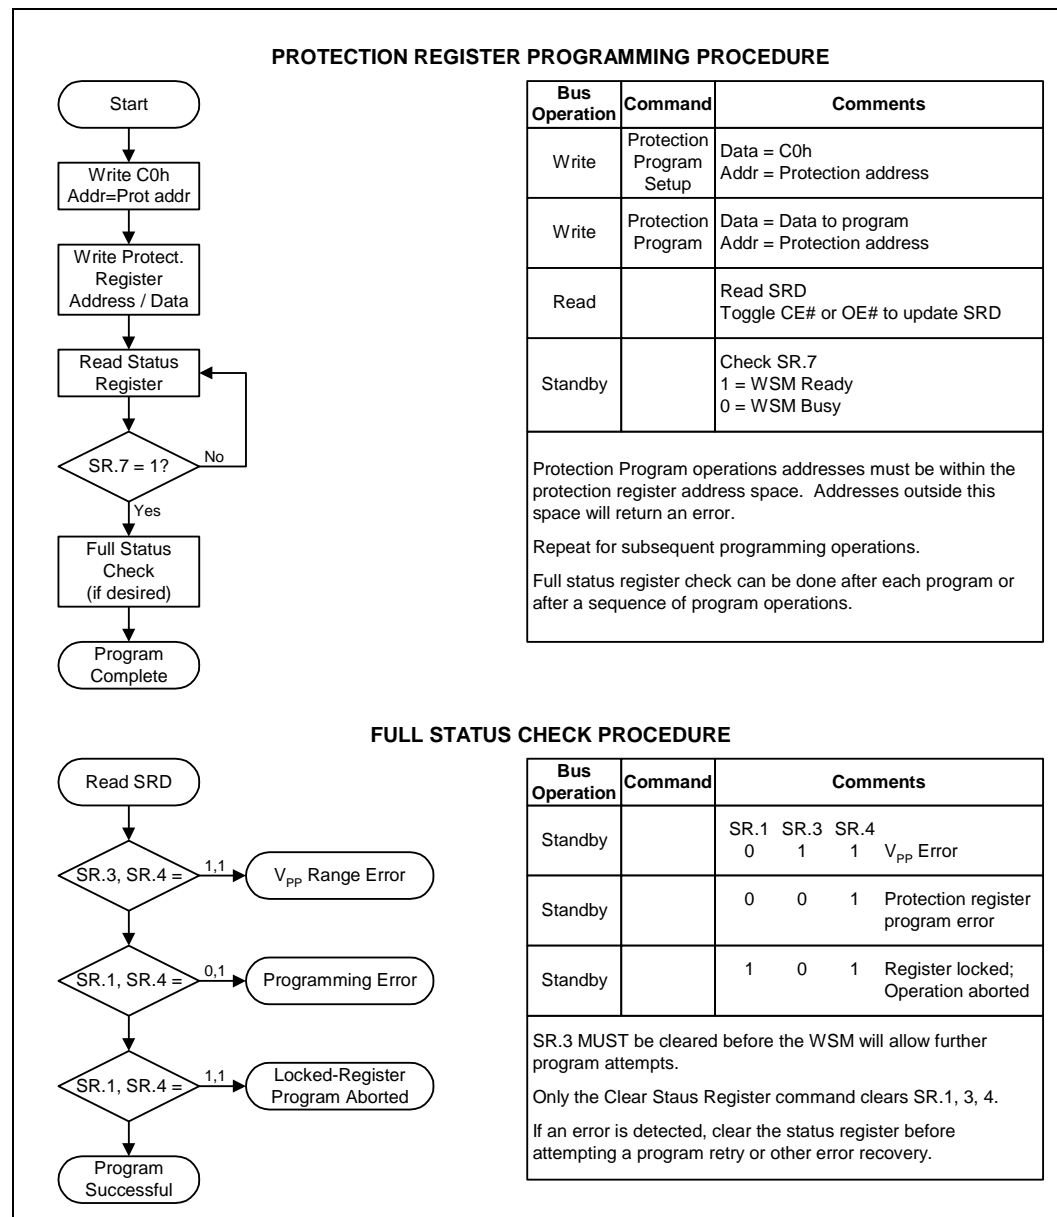 PROTECTION REGISTER PROGRAMMING PROCEDURE
Start
Write C0h
Addr=Prot addr
Write Protect.
Register
Address / Data
Read Status
Register
SR.7 = 1?
No
Yes
Full Status
Check
(if desired)
Program
Complete
Bus
Operation
Command
Comments
Write
Protection
Program
Setup
Data = C0h
Addr = Protection address
Write
Protection
Program
Data = Data to program
Addr = Protection address
Read
Read SRD
Toggle CE# or OE# to update SRD
Standby
Check SR.7
1 = WSM Ready
0 = WSM Busy
Protection Program operations addresses must be within the
protection register address space. Addresses outside this
space will return an error.
Repeat for subsequent programming operations.
Full status register check can be done after each program or
after a sequence of program operations.
FULL STATUS CHECK PROCEDURE
Read SRD
SR.3, SR.4 =
1,1
VPP Range Error
SR.1, SR.4 =
0,1
Programming Error
SR.1, SR.4 =
1,1
Locked-Register
Program Aborted
Program
Successful
Bus
Operation
Command
Comments
Standby
SR.1 SR.3 SR.4
0 1 1 VPP Error
Standby
0 0 1 Protection register
program error
Standby
1 0 1 Register locked;
Operation aborted
SR.3 MUST be cleared before the WSM will allow further
program attempts.
Only the Clear Staus Register command clears SR.1, 3, 4.
If an error is detected, clear the status register before
attempting a program retry or other error recovery.